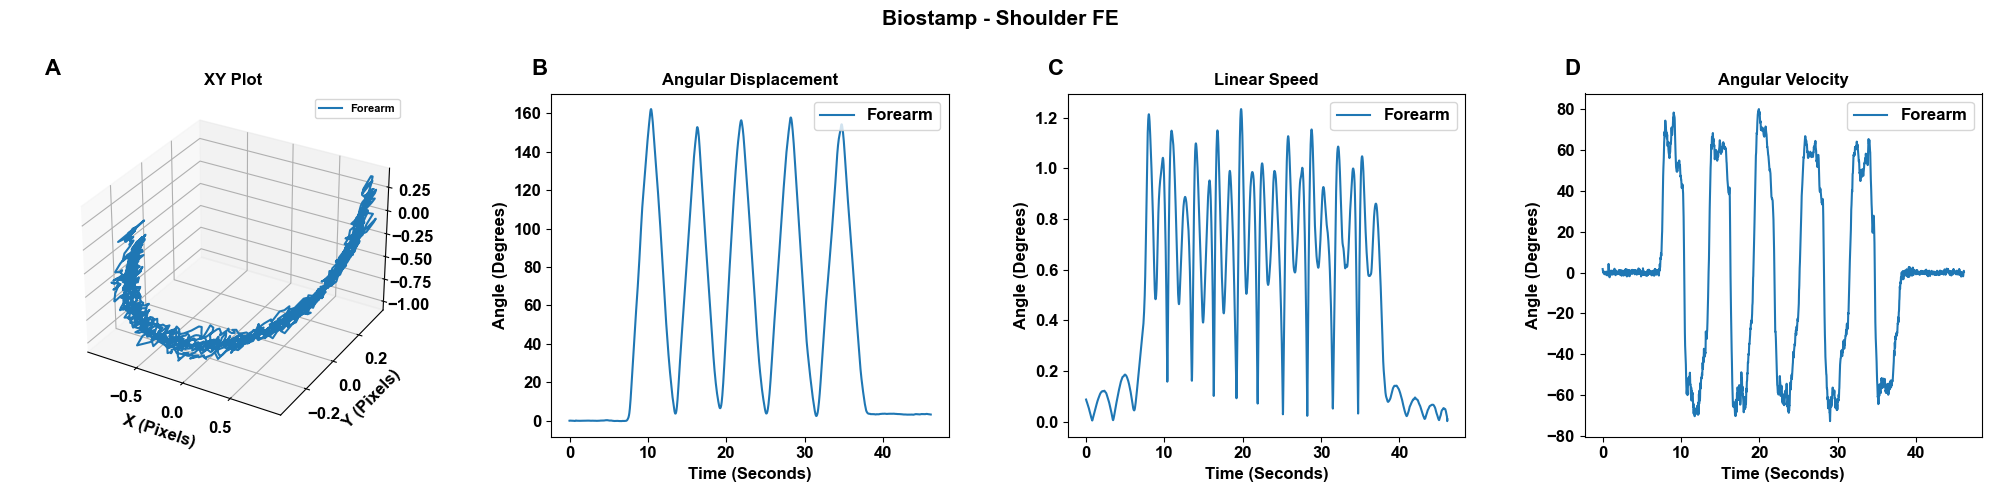 Biostamp - Shoulder FE
A
XY Plot
Forearm
0.25
0.00
−0.25
−0.50
−0.75
−1.00
−0.5
0.0
0.5
X (Pixels)
−0.2
0.0
0.2
Y (Pixels)
B
Angular Displacement
Forearm
160
140
120
100
80
60
40
20
0
Angle (Degrees)
0 10 20 30 40
Time (Seconds)
C
Linear Speed
Forearm
1.2
1.0
0.8
0.6
0.4
0.2
0.0
Angle (Degrees)
0 10 20 30 40
Time (Seconds)
D
Angular Velocity
Forearm
80
60
40
20
0
−20
−40
−60
−80
Angle (Degrees)
0 10 20 30 40
Time (Seconds)